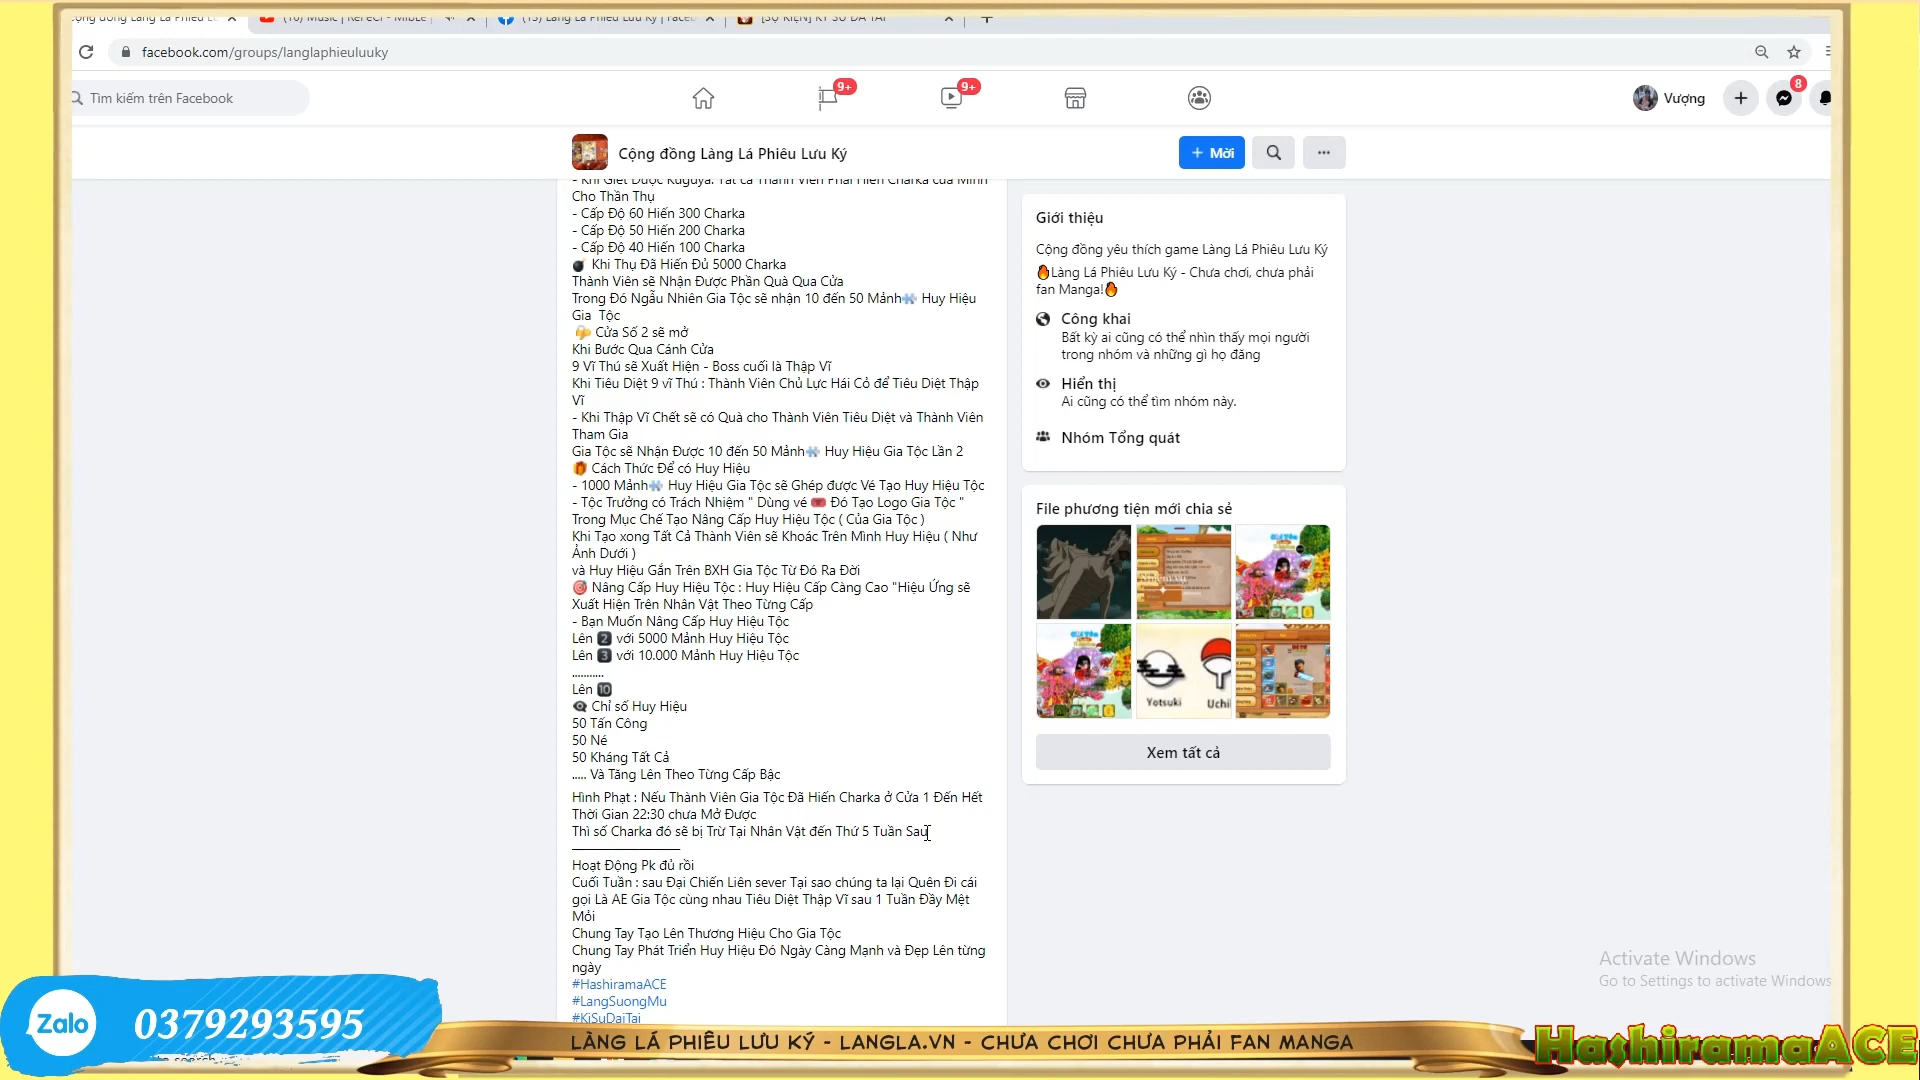 facebook.com/groups/langlaphieuluuky
Tìm kiếm trên Facebook
9+
9+
Vượng
8
Cộng đồng Làng Lá Phiêu Lưu Ký
+ Mời
Cho Thần Thụ
- Cấp Độ 60 Hiến 300 Charka
- Cấp Độ 50 Hiến 200 Charka
- Cấp Độ 40 Hiến 100 Charka
Khi Thụ Đã Hiến Đủ 5000 Charka
Thành Viên sẽ Nhận Được Phần Quà Qua Cửa
Trong Đó Ngẫu Nhiên Gia Tộc sẽ nhận 10 đến 50 Mảnh Huy Hiệu
Gia Tộc
Cửa Số 2 sẽ mở
Khi Bước Qua Cánh Cửa
9 Vĩ Thú sẽ Xuất Hiện - Boss cuối là Thập Vĩ
Khi Tiêu Diệt 9 vĩ Thú : Thành Viên Chủ Lực Hái Cỏ để Tiêu Diệt Thập
Vĩ
- Khi Thập Vĩ Chết sẽ có Quà cho Thành Viên Tiêu Diệt và Thành Viên
Tham Gia
Gia Tộc sẽ Nhận Được 10 đến 50 Mảnh Huy Hiệu Gia Tộc Lần 2
Cách Thức Để có Huy Hiệu
- 1000 Mảnh Huy Hiệu Gia Tộc sẽ Ghép được Vé Tạo Huy Hiệu Tộc
- Tộc Trưởng có Trách Nhiệm " Dùng vé Đó Tạo Logo Gia Tộc "
Trong Mục Chế Tạo Nâng Cấp Huy Hiệu Tộc ( Của Gia Tộc )
Khi Tạo xong Tất Cả Thành Viên sẽ Khoác Trên Mình Huy Hiệu ( Như
Ảnh Dưới )
và Huy Hiệu Gắn Trên BXH Gia Tộc Từ Đó Ra Đời
Nâng Cấp Huy Hiệu Tộc : Huy Hiệu Cấp Càng Cao "Hiệu Ứng sẽ
Xuất Hiện Trên Nhân Vật Theo Từng Cấp
- Bạn Muốn Nâng Cấp Huy Hiệu Tộc
Lên 2 với 5000 Mảnh Huy Hiệu Tộc
Lên 3 với 10.000 Mảnh Huy Hiệu Tộc
...........
Lên 10
Chỉ số Huy Hiệu
50 Tấn Công
50 Né
50 Kháng Tất Cả
..... Và Tăng Lên Theo Từng Cấp Bậc
Hình Phạt : Nếu Thành Viên Gia Tộc Đã Hiến Charka ở Cửa 1 Đến Hết
Thời Gian 22:30 chưa Mở Được
Thì số Charka đó sẽ bị Trừ Tại Nhân Vật đến Thứ 5 Tuần Sau
Hoạt Động Pk đủ rồi
Cuối Tuần : sau Đại Chiến Liên sever Tại sao chúng ta lại Quên Đi cái
gọi Là AE Gia Tộc cùng nhau Tiêu Diệt Thập Vĩ sau 1 Tuần Đầy Mệt
Mỏi
Chung Tay Tạo Lên Thương Hiệu Cho Gia Tộc
Chung Tay Phát Triển Huy Hiệu Đó Ngày Càng Mạnh và Đẹp Lên từng
ngày
#HashiramaACE
#LangSuongMu
#KiSuDaiTai
Giới thiệu
Cộng đồng yêu thích game Làng Lá Phiêu Lưu Ký
Làng Lá Phiêu Lưu Ký - Chưa chơi, chưa phải
fan Manga!
Công khai
Bất kỳ ai cũng có thể nhìn thấy mọi người
trong nhóm và những gì họ đăng
Hiển thị
Ai cũng có thể tìm nhóm này.
Nhóm Tổng quát
File phương tiện mới chia sẻ
Yotsuki
Uchi
Xem tất cả
Activate Windows
Go to Settings to activate Windows
Zalo
0379293595
LÀNG LÁ PHIÊU LƯU KÝ - LANGLA.VN - CHƯA CHƠI CHƯA PHẢI FAN MANGA
HashiramaACE